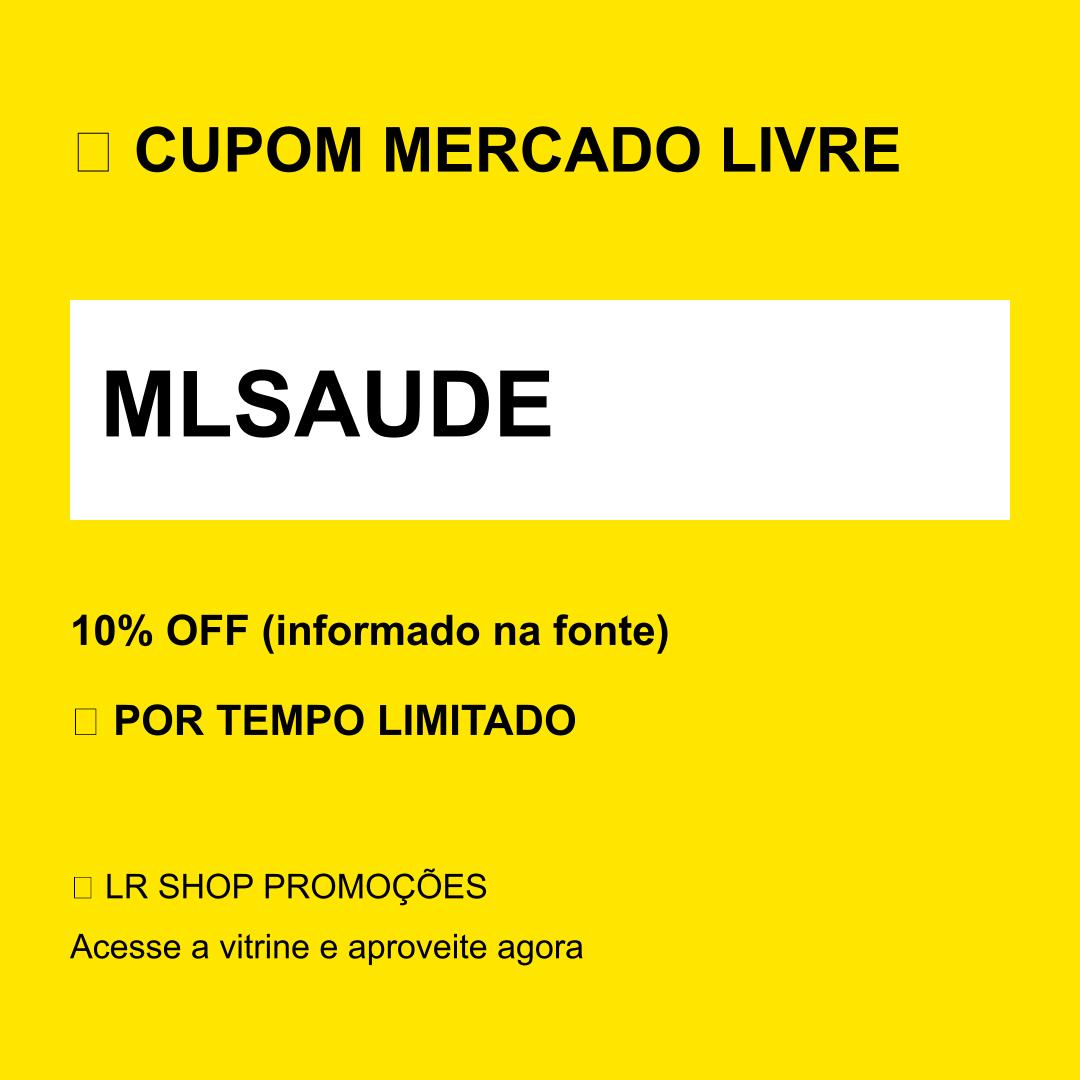 □ CUPOM MERCADO LIVRE
MLSAUDE
10% OFF (informado na fonte)
□ POR TEMPO LIMITADO
□ LR SHOP PROMOÇÕES
Acesse a vitrine e aproveite agora